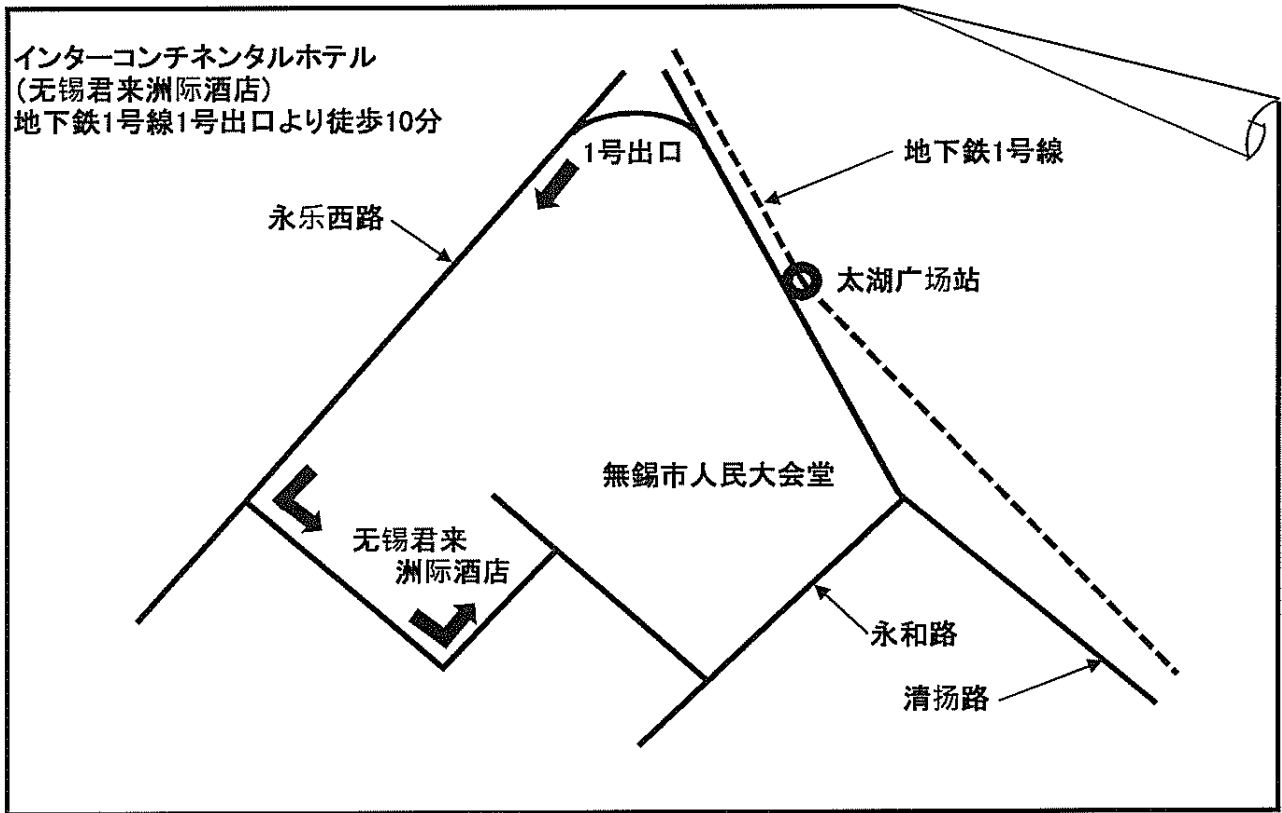 インターコンチネンタルホテル
(无锡君来洲际酒店)
地下鉄1号線1号出口より徒歩10分
1号出口
地下鉄1号線
永乐西路
太湖广场站
無錫市人民大会堂
无锡君来
洲际酒店
永和路
清扬路